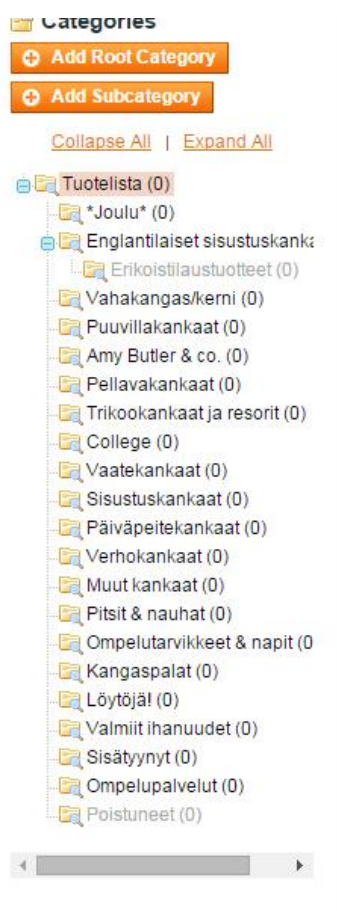 Categories
Add Root Category
Add Subcategory
Collapse All | Expand All
Tuotelista (0)
*Joulu* (0)
Englantilaiset sisustuskanka
Erikoistilaustuotteet (0)
Vahakangas/kerni (0)
Puuvillakankaat (0)
Amy Butler & co. (0)
Pellavakankaat (0)
Trikookankaat ja resorit (0)
College (0)
Vaatekankaat (0)
Sisustuskankaat (0)
Päiväpeitekankaat (0)
Verhokankaat (0)
Muut kankaat (0)
Pitsit & nauhat (0)
Ompelutarvikkeet & napit (0
Kangaspalat (0)
Löytöjä! (0)
Valmiit ihanuudet (0)
Sisätyynyt (0)
Ompelupalvelut (0)
Poistuneet (0)